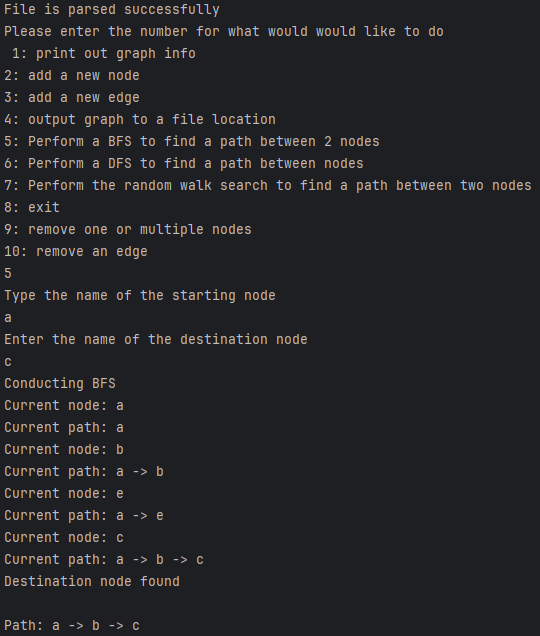 File is parsed successfully
Please enter the number for what would would like to do
 1: print out graph info
2: add a new node
3: add a new edge
4: output graph to a file location
5: Perform a BFS to find a path between 2 nodes
6: Perform a DFS to find a path between nodes
7: Perform the random walk search to find a path between two nodes
8: exit
9: remove one or multiple nodes
10: remove an edge
5
Type the name of the starting node
a
Enter the name of the destination node
c
Conducting BFS
Current node: a
Current path: a
Current node: b
Current path: a -> b
Current node: e
Current path: a -> e
Current node: c
Current path: a -> b -> c
Destination node found

Path: a -> b -> c